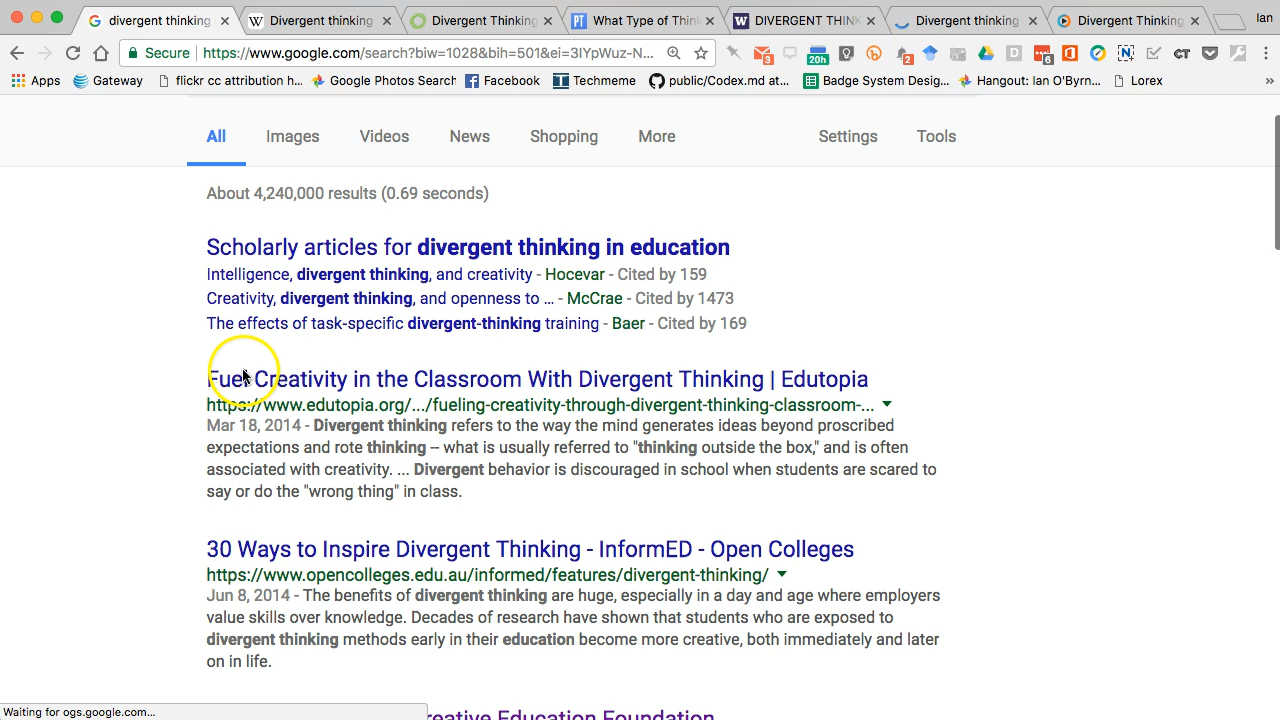 divergent thinking
Divergent thinking
Divergent Thinking
What Type of Think
DIVERGENT THINK
Divergent thinking
Divergent Thinking
Ian
Secure
https://www.google.com/search?biw=1028&bih=501&ei=3IYpWuz-N...
3
20h
2
6
Apps
Gateway
flickr cc attribution h...
Google Photos Search
Facebook
Techmeme
public/Codex.md at...
Badge System Desig...
Hangout: Ian O'Byrn...
Lorex
»
All Images Videos News Shopping More Settings Tools
About 4,240,000 results (0.69 seconds)
Scholarly articles for divergent thinking in education
Intelligence, divergent thinking, and creativity - Hocevar - Cited by 159
Creativity, divergent thinking, and openness to ... - McCrae - Cited by 1473
The effects of task-specific divergent-thinking training - Baer - Cited by 169
Fuel Creativity in the Classroom With Divergent Thinking | Edutopia
https://www.edutopia.org/.../fueling-creativity-through-divergent-thinking-classroom-...
Mar 18, 2014 - Divergent thinking refers to the way the mind generates ideas beyond proscribed
expectations and rote thinking -- what is usually referred to "thinking outside the box," and is often
associated with creativity. ... Divergent behavior is discouraged in school when students are scared to
say or do the "wrong thing" in class.
30 Ways to Inspire Divergent Thinking - InformED - Open Colleges
https://www.opencolleges.edu.au/informed/features/divergent-thinking/
Jun 8, 2014 - The benefits of divergent thinking are huge, especially in a day and age where employers
value skills over knowledge. Decades of research have shown that students who are exposed to
divergent thinking methods early in their education become more creative, both immediately and later
on in life.
Creative Education Foundation
Waiting for ogs.google.com...